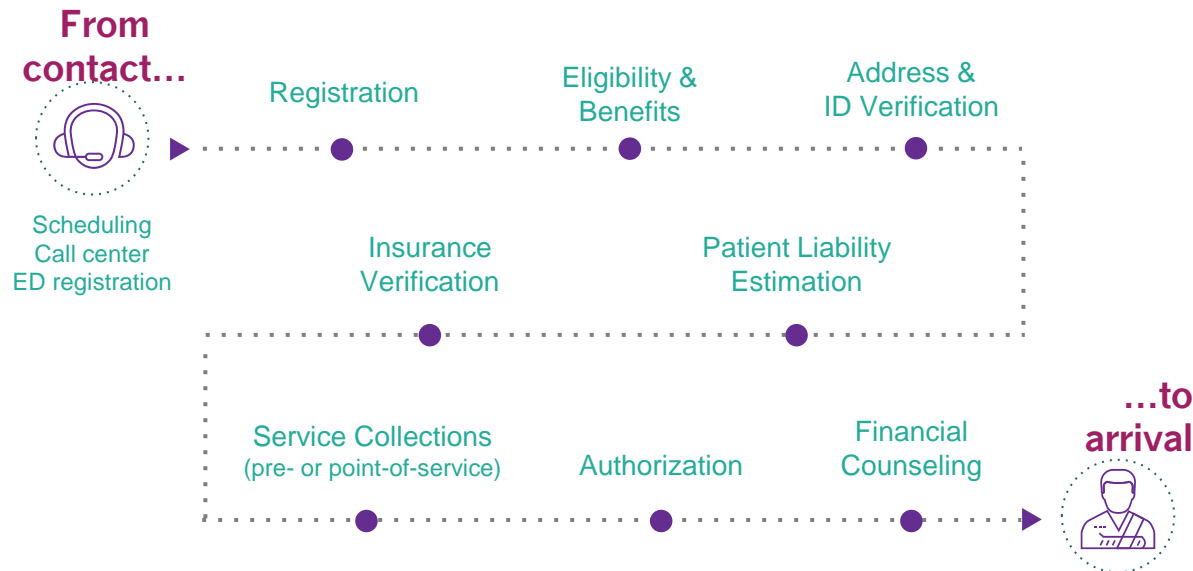 From
contact…
Scheduling
Call center
ED registration
Registration
Eligibility &
Benefits
Address &
ID Verification
Patient Liability
Estimation
Insurance
Verification
Service Collections
(pre- or point-of-service)
Authorization
Financial
Counseling
…to
arrival